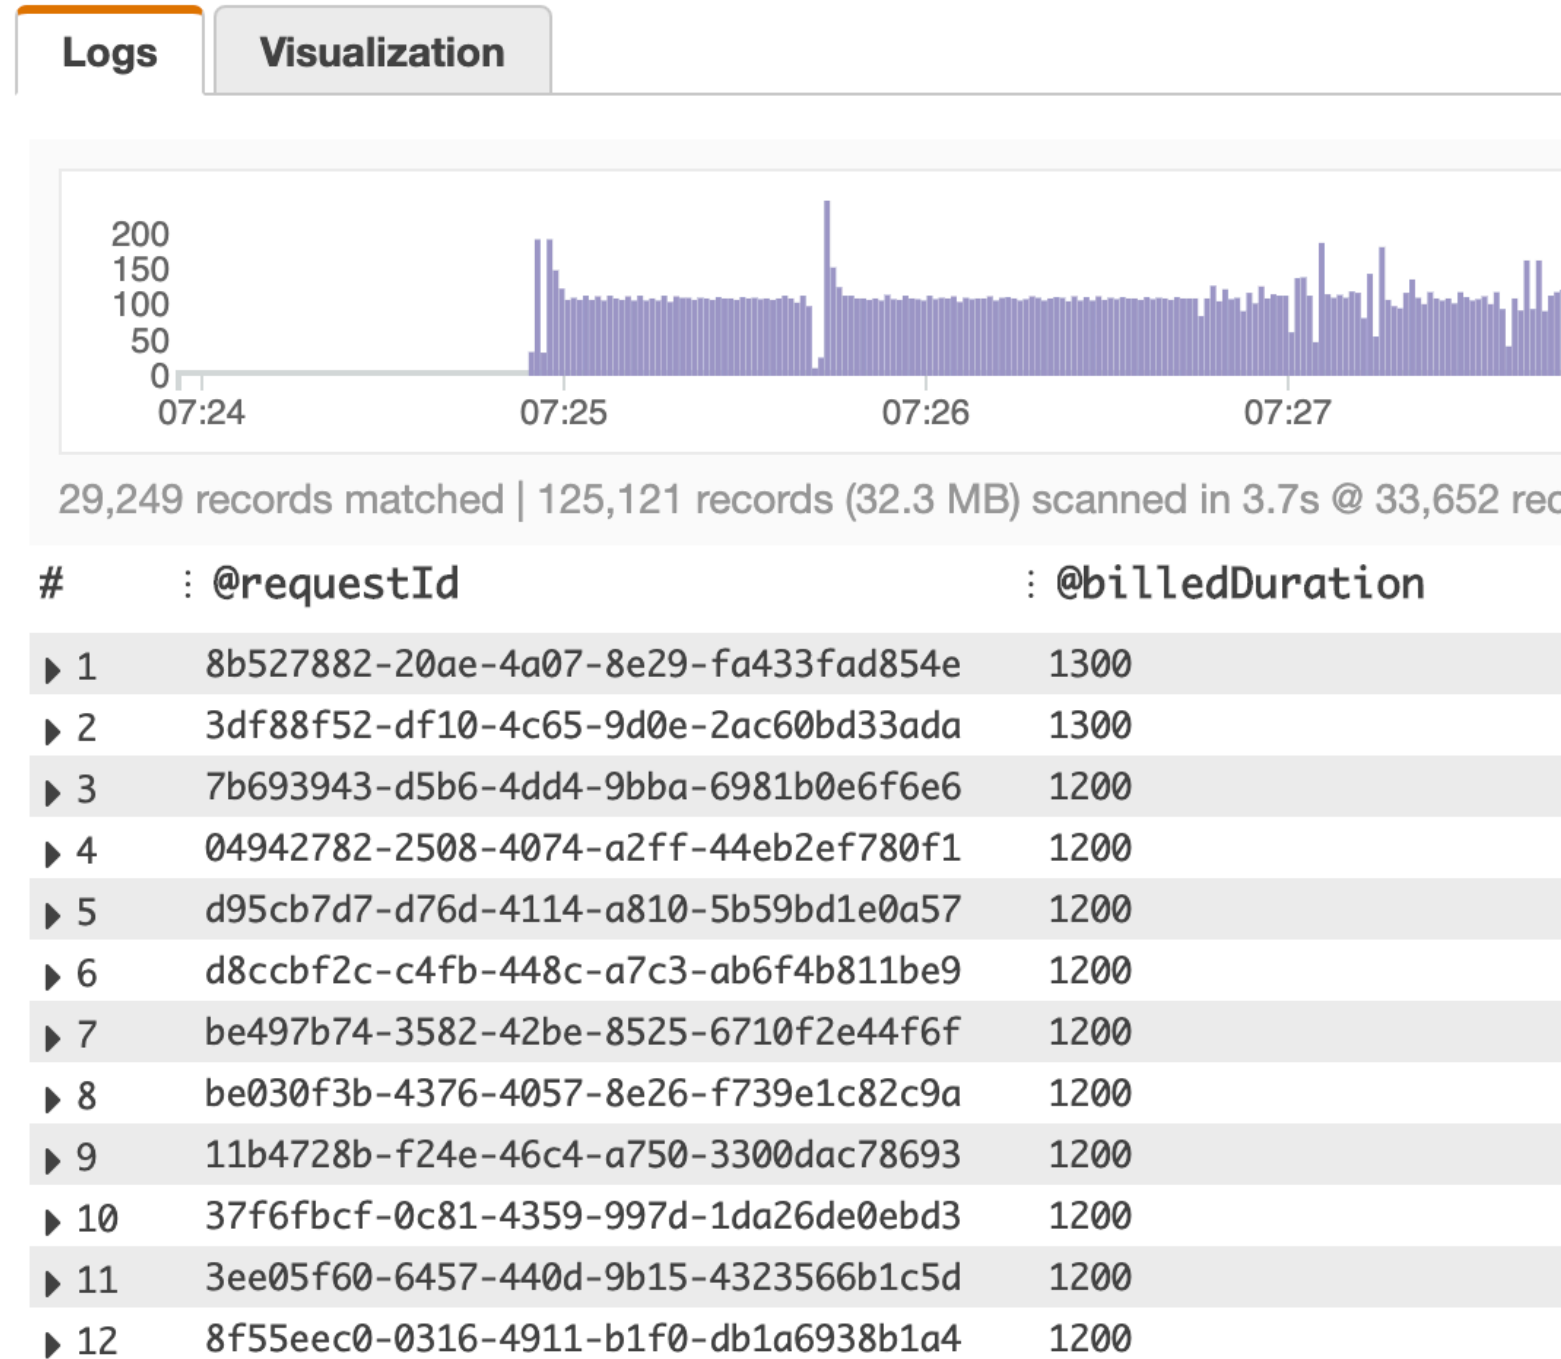 Logs Visualization
200
150
100
50
0
07:24 07:25 07:26 07:27
29,249 records matched | 125,121 records (32.3 MB) scanned in 3.7s @ 33,652 rec
# @requestId @billedDuration
1 8b527882-20ae-4a07-8e29-fa433fad854e 1300
2 3df88f52-df10-4c65-9d0e-2ac60bd33ada 1300
3 7b693943-d5b6-4dd4-9bba-6981b0e6f6e6 1200
4 04942782-2508-4074-a2ff-44eb2ef780f1 1200
5 d95cb7d7-d76d-4114-a810-5b59bd1e0a57 1200
6 d8ccbf2c-c4fb-448c-a7c3-ab6f4b811be9 1200
7 be497b74-3582-42be-8525-6710f2e44f6f 1200
8 be030f3b-4376-4057-8e26-f739e1c82c9a 1200
9 11b4728b-f24e-46c4-a750-3300dac78693 1200
10 37f6fbcf-0c81-4359-997d-1da26de0ebd3 1200
11 3ee05f60-6457-440d-9b15-4323566b1c5d 1200
12 8f55eec0-0316-4911-b1f0-db1a6938b1a4 1200